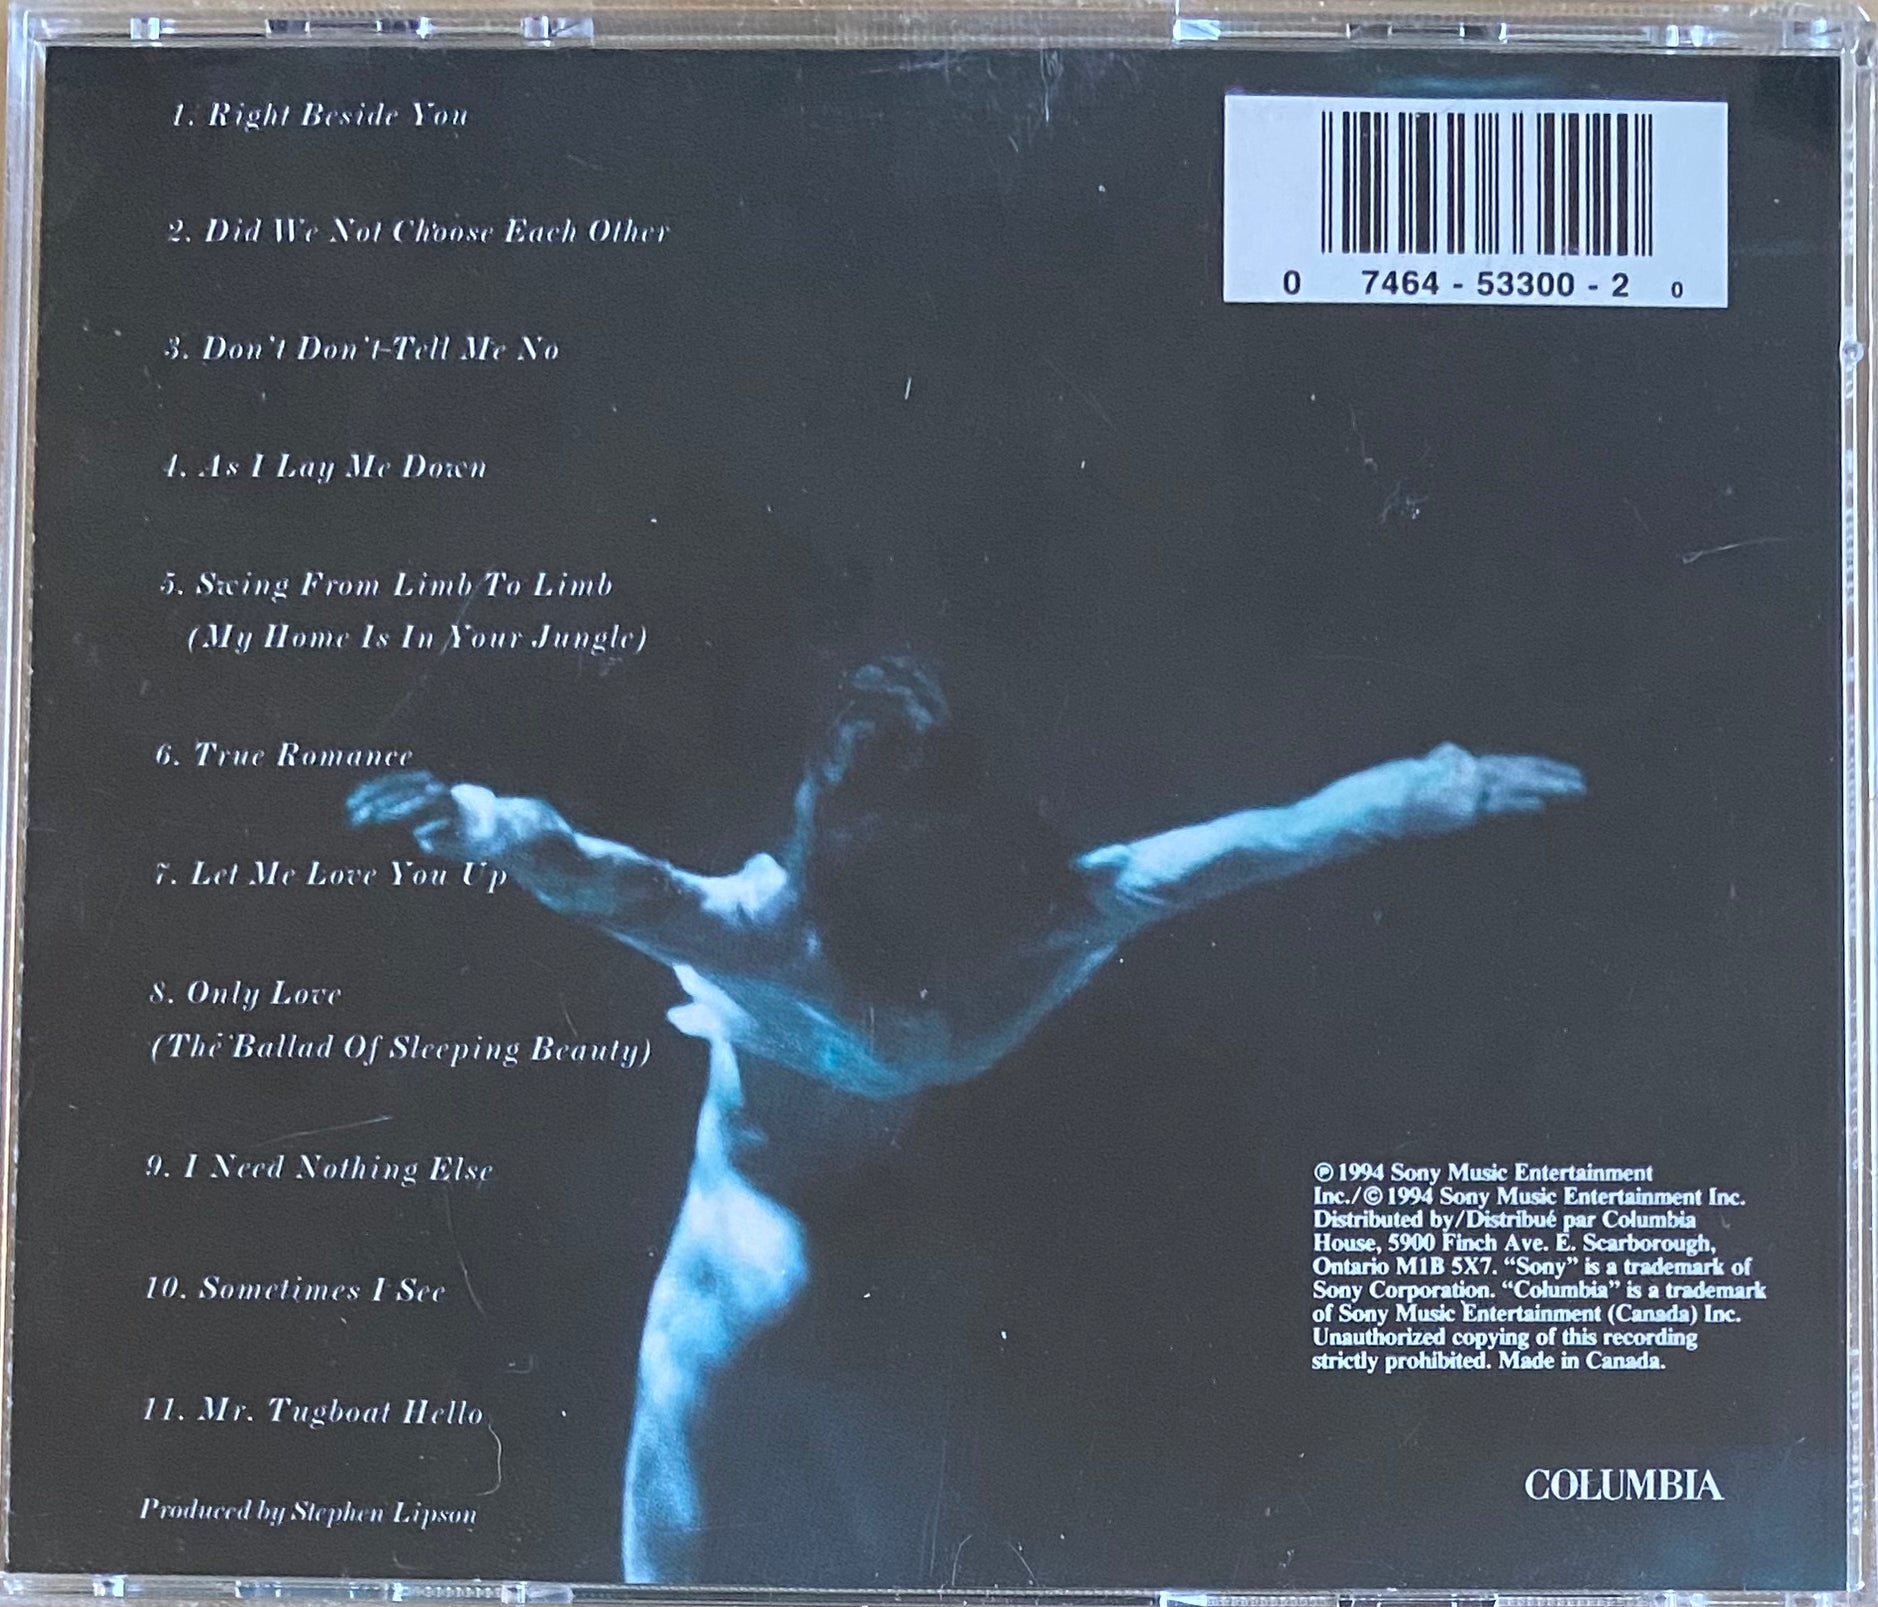 1. Right Beside You
2. Did We Not Choose Each Other
3. Don't Don't Tell Me No
4. As I Lay Me Down
5. Swing From Limb To Limb
(My Home Is In Your Jungle)
6. True Romance
7. Let Me Love You Up
8. Only Love
(The Ballad Of Sleeping Beauty)
9. I Need Nothing Else
10. Sometimes I See
11. Mr. Tugboat Hello
Produced by Stephen Lipson
0 7464 - 53300 - 2 0
℗ 1994 Sony Music Entertainment
Inc./© 1994 Sony Music Entertainment Inc.
Distributed by/Distribué par Columbia
House, 5900 Finch Ave. E. Scarborough,
Ontario M1B 5X7. “Sony” is a trademark of
Sony Corporation. “Columbia” is a trademark
of Sony Music Entertainment (Canada) Inc.
Unauthorized copying of this recording
strictly prohibited. Made in Canada.
COLUMBIA